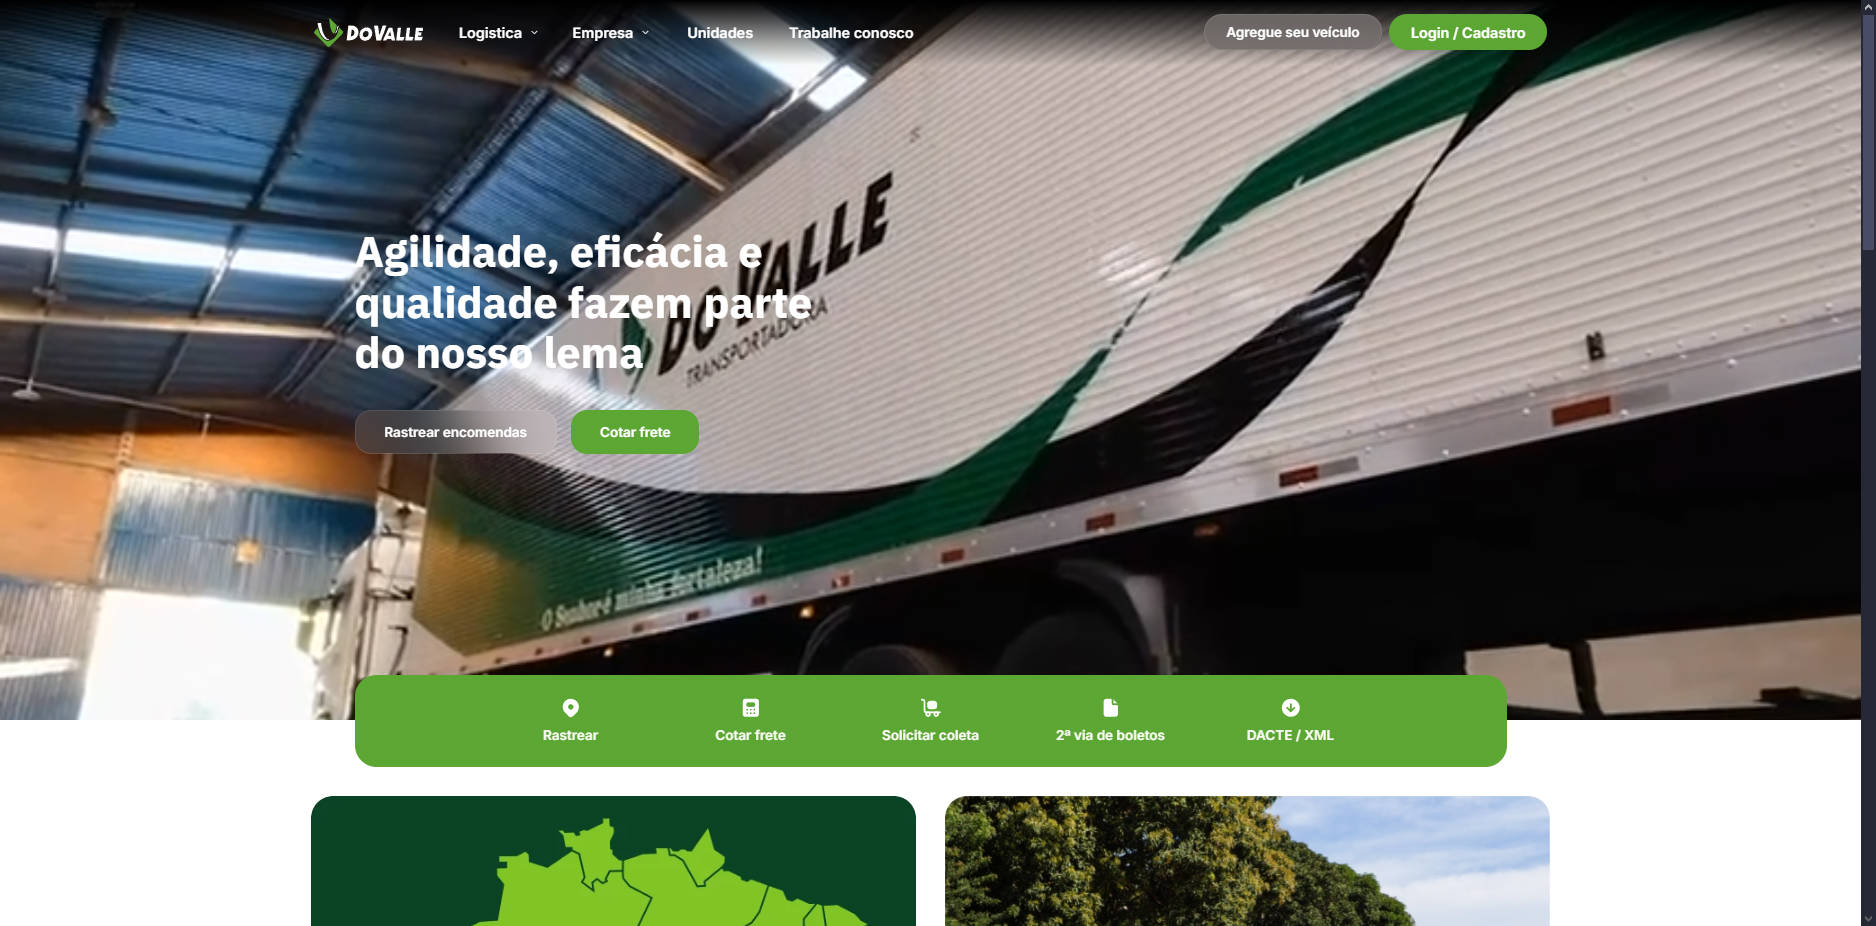 DOVALLE
Logistica
Empresa
Unidades
Trabalhe conosco
Agregue seu veículo
Login / Cadastro
DOVALLE
TRANSPORTADORA
Agilidade, eficácia e
qualidade fazem parte
do nosso lema
Rastrear encomendas
Cotar frete
O Senhor é minha fortaleza!
Rastrear
Cotar frete
Solicitar coleta
2ª via de boletos
DACTE / XML